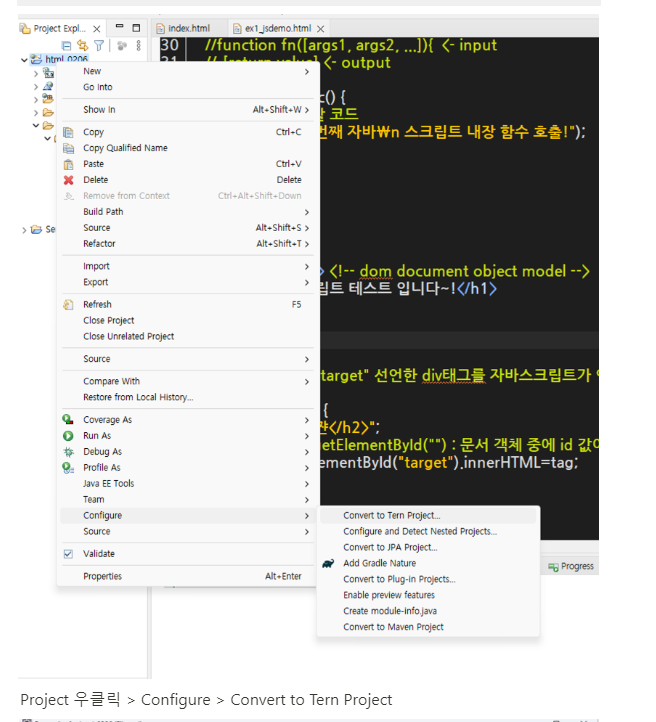 Project Expl...
index.html
ex1_jsdemo.html
30
//function fn([args1, args2, ...]){ <- input
<- output
html_0206
New
Go Into
c() {
Show In Alt+Shift+W
코드
Copy Ctrl+C
번째 자바₩n 스크립트 내장 함수 호출!");
Copy Qualified Name
Paste Ctrl+V
Delete Delete
Remove from Context Ctrl+Alt+Shift+Down
Build Path
Source Alt+Shift+S
Se
Refactor Alt+Shift+T
Import
> <!-- dom document object model -->
Export
립트 테스트 입니다~!</h1>
Refresh F5
Close Project
Close Unrelated Project
Source
target" 선언한 div태그를 자바스크립트가
Compare With
Restore from Local History...
{
Coverage As
</h2>";
Run As
etElementById("") : 문서 객체 중에 id 값이
Debug As
ementById("target").innerHTML=tag;
Profile As
Java EE Tools
Team
Configure
Convert to Tern Project...
Source
Configure and Detect Nested Projects...
Convert to JPA Project...
Validate
Add Gradle Nature
Progress
Properties Alt+Enter
Convert to Plug-in Projects...
Enable preview features
Create module-info.java
Convert to Maven Project
Project 우클릭 > Configure > Convert to Tern Project